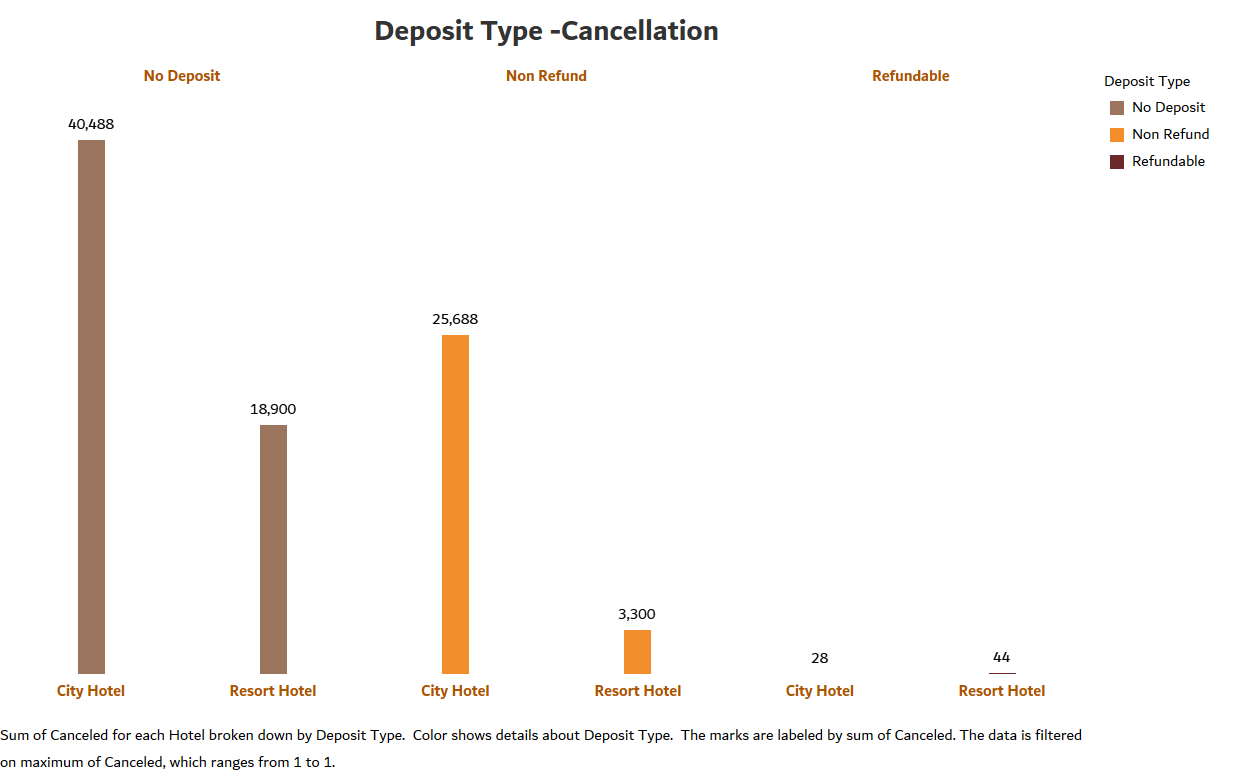 Deposit Type -Cancellation
No Deposit
Non Refund
Refundable
Deposit Type
No Deposit
Non Refund
Refundable
40,488
18,900
25,688
3,300
28
44
City Hotel
Resort Hotel
City Hotel
Resort Hotel
City Hotel
Resort Hotel
Sum of Canceled for each Hotel broken down by Deposit Type.  Color shows details about Deposit Type.  The marks are labeled by sum of Canceled. The data is filtered
on maximum of Canceled, which ranges from 1 to 1.